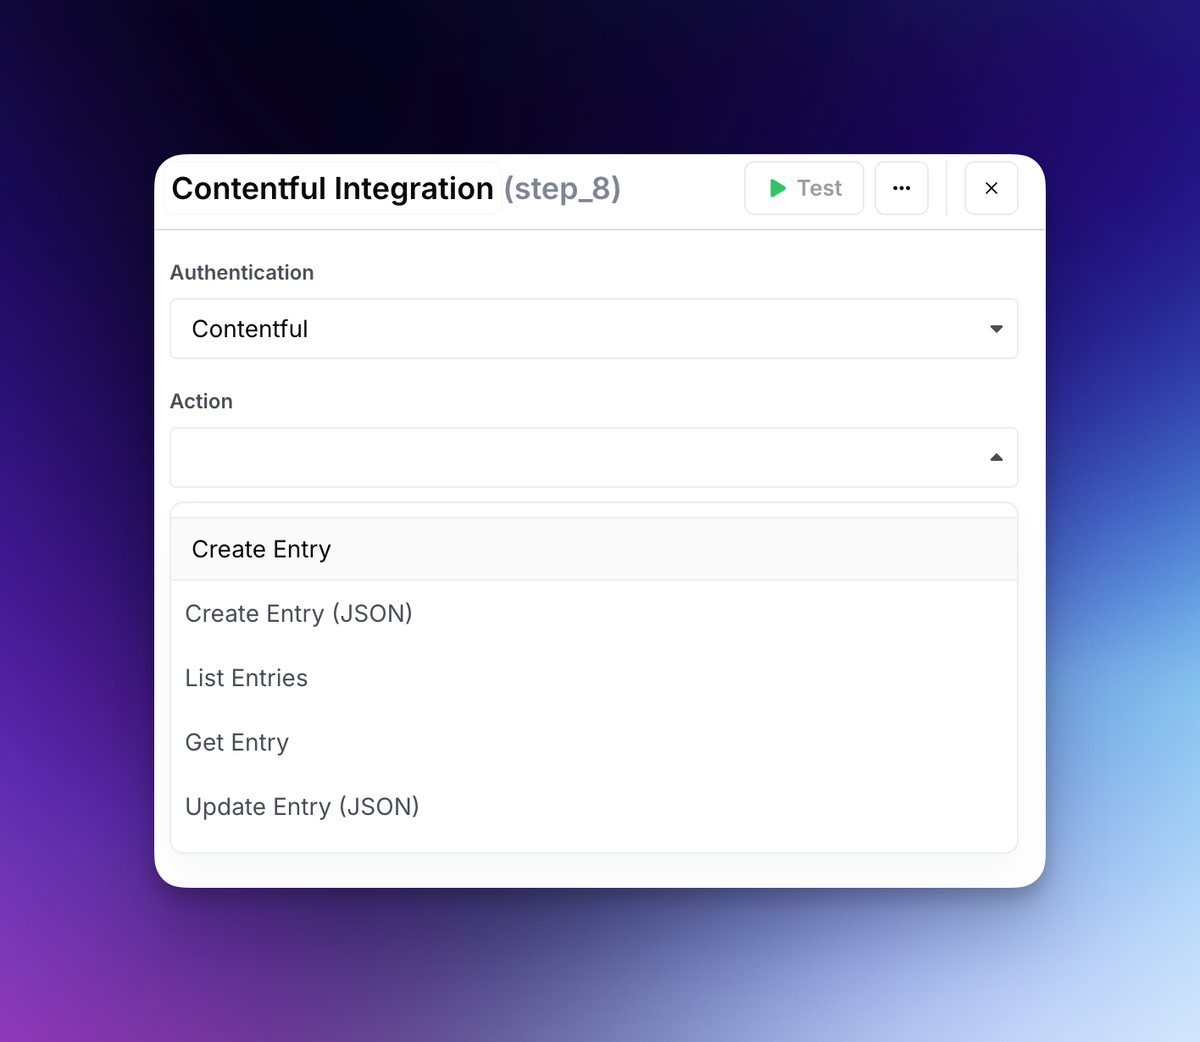 Contentful Integration (step_8)
Test
Authentication
Contentful
Action
Create Entry
Create Entry (JSON)
List Entries
Get Entry
Update Entry (JSON)